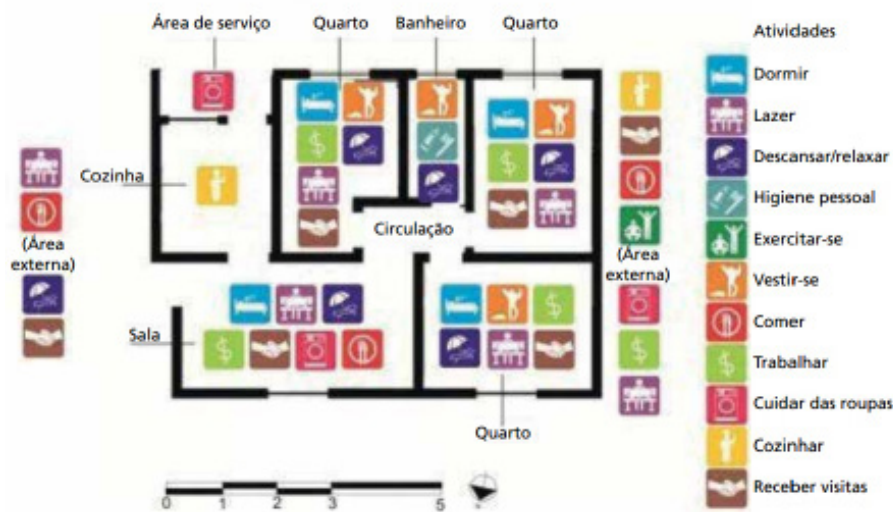 Área de serviço
Quarto
Banheiro
Quarto
Atividades
Dormir
Lazer
Descansar/relaxar
Higiene pessoal
Exercitar-se
Vestir-se
Comer
Trabalhar
Cuidar das roupas
Cozinhar
Receber visitas
Cozinha
(Área
externa)
Circulação
(Área
externa)
Sala
Quarto
0 1 2 3 5